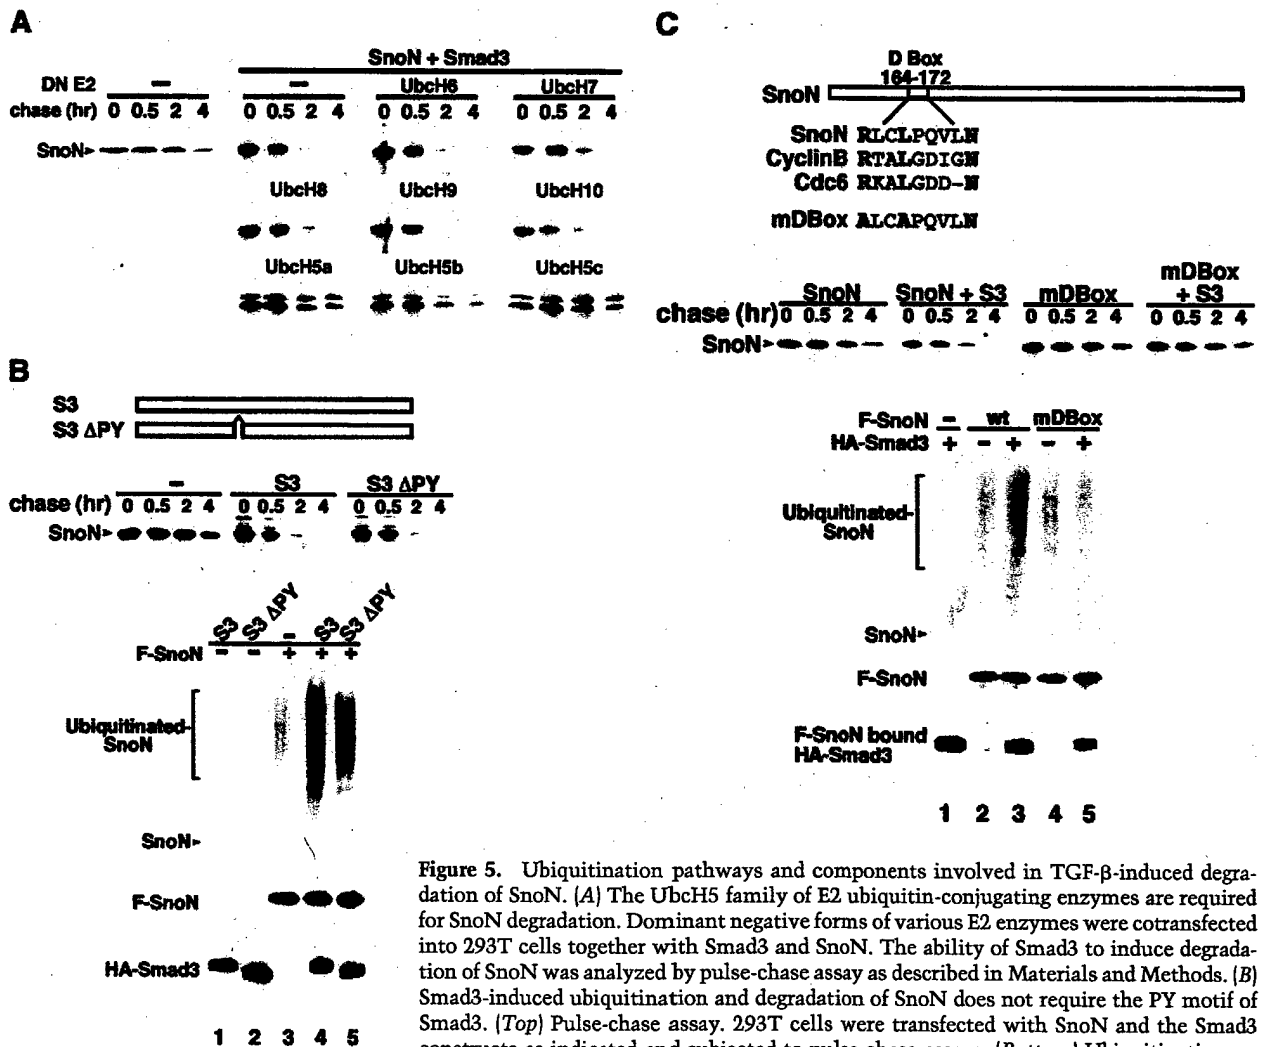 A
SnoN + Smad3
DN E2 – – UbcH6 UbcH7
chase (hr) 0 0.5 2 4 0 0.5 2 4 0 0.5 2 4 0 0.5 2 4
SnoN
UbcH8 UbcH9 UbcH10
UbcH5a UbcH5b UbcH5c
B
S3
S3 ΔPY
– S3 S3 ΔPY
chase (hr) 0 0.5 2 4 0 0.5 2 4 0 0.5 2 4
SnoN
S3 S3 ΔPY – S3 S3 ΔPY
F-SnoN – – + + +
Ubiquitinated
SnoN
SnoN
F-SnoN
HA-Smad3
1 2 3 4 5
C
D Box
164-172
SnoN
SnoN RLCLPQVLN
CyclinB RTALGDIGN
Cdc6 RKALGDD-N
mDBox ALCAPQVLN
SnoN SnoN + S3 mDBox mDBox + S3
chase (hr) 0 0.5 2 4 0 0.5 2 4 0 0.5 2 4 0 0.5 2 4
SnoN
F-SnoN – wt mDBox
HA-Smad3 + – + – +
Ubiquitinated
SnoN
SnoN
F-SnoN
F-SnoN bound
HA-Smad3
1 2 3 4 5
Figure 5. Ubiquitination pathways and components involved in TGF-β-induced degra-
dation of SnoN. (A) The UbcH5 family of E2 ubiquitin-conjugating enzymes are required
for SnoN degradation. Dominant negative forms of various E2 enzymes were cotransfected
into 293T cells together with Smad3 and SnoN. The ability of Smad3 to induce degrada-
tion of SnoN was analyzed by pulse-chase assay as described in Materials and Methods. (B)
Smad3-induced ubiquitination and degradation of SnoN does not require the PY motif of
Smad3. (Top) Pulse-chase assay. 293T cells were transfected with SnoN and the Smad3